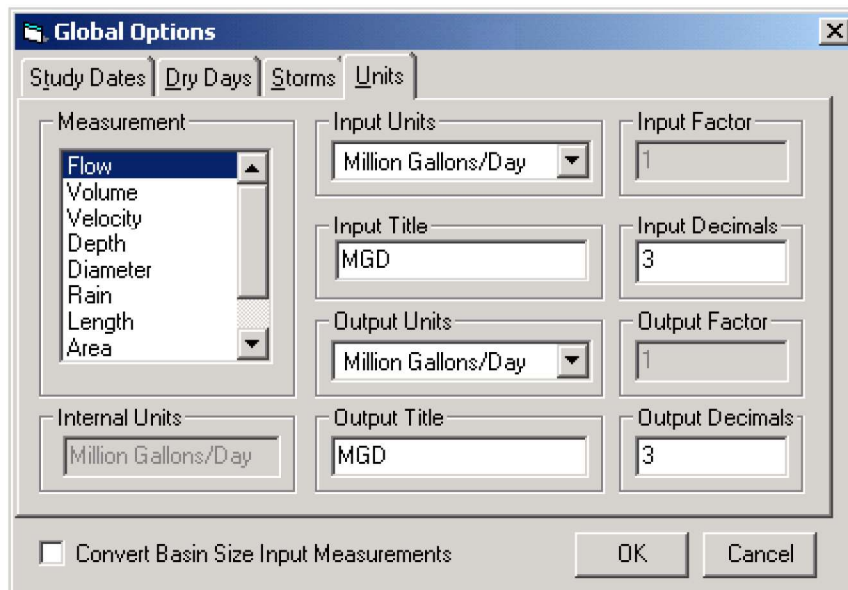 Global Options
Study Dates Dry Days Storms Units
Measurement
Flow
Volume
Velocity
Depth
Diameter
Rain
Length
Area
Input Units
Million Gallons/Day
Input Factor
1
Input Title
MGD
Input Decimals
3
Output Units
Million Gallons/Day
Output Factor
1
Internal Units
Million Gallons/Day
Output Title
MGD
Output Decimals
3
Convert Basin Size Input Measurements
OK Cancel